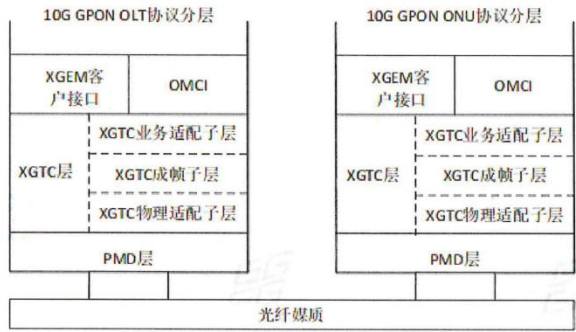 10G GPON OLT协议分层
XGEM客
户接口
OMCI
XGTC层
XGTC业务适配子层
XGTC成帧子层
XGTC物理适配子层
PMD层
10G GPON ONU协议分层
XGEM客
户接口
OMCI
XGTC层
XGTC业务适配子层
XGTC成帧子层
XGTC物理适配子层
PMD层
光纤媒质